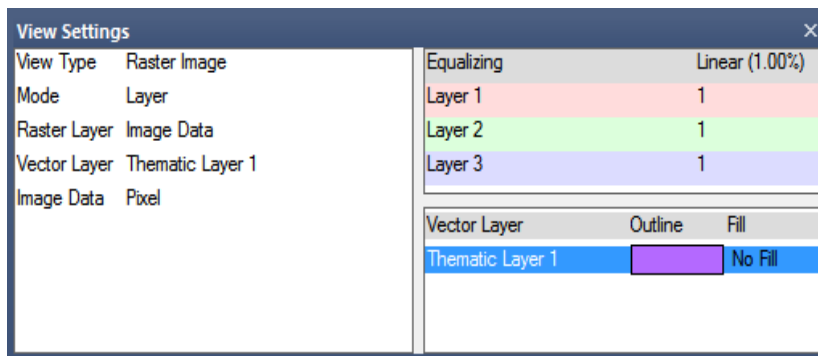 View Settings
View Type Raster Image
Mode Layer
Raster Layer Image Data
Vector Layer Thematic Layer 1
Image Data Pixel
Equalizing Linear (1.00%)
Layer 1 1
Layer 2 1
Layer 3 1
Vector Layer Outline Fill
Thematic Layer 1 No Fill